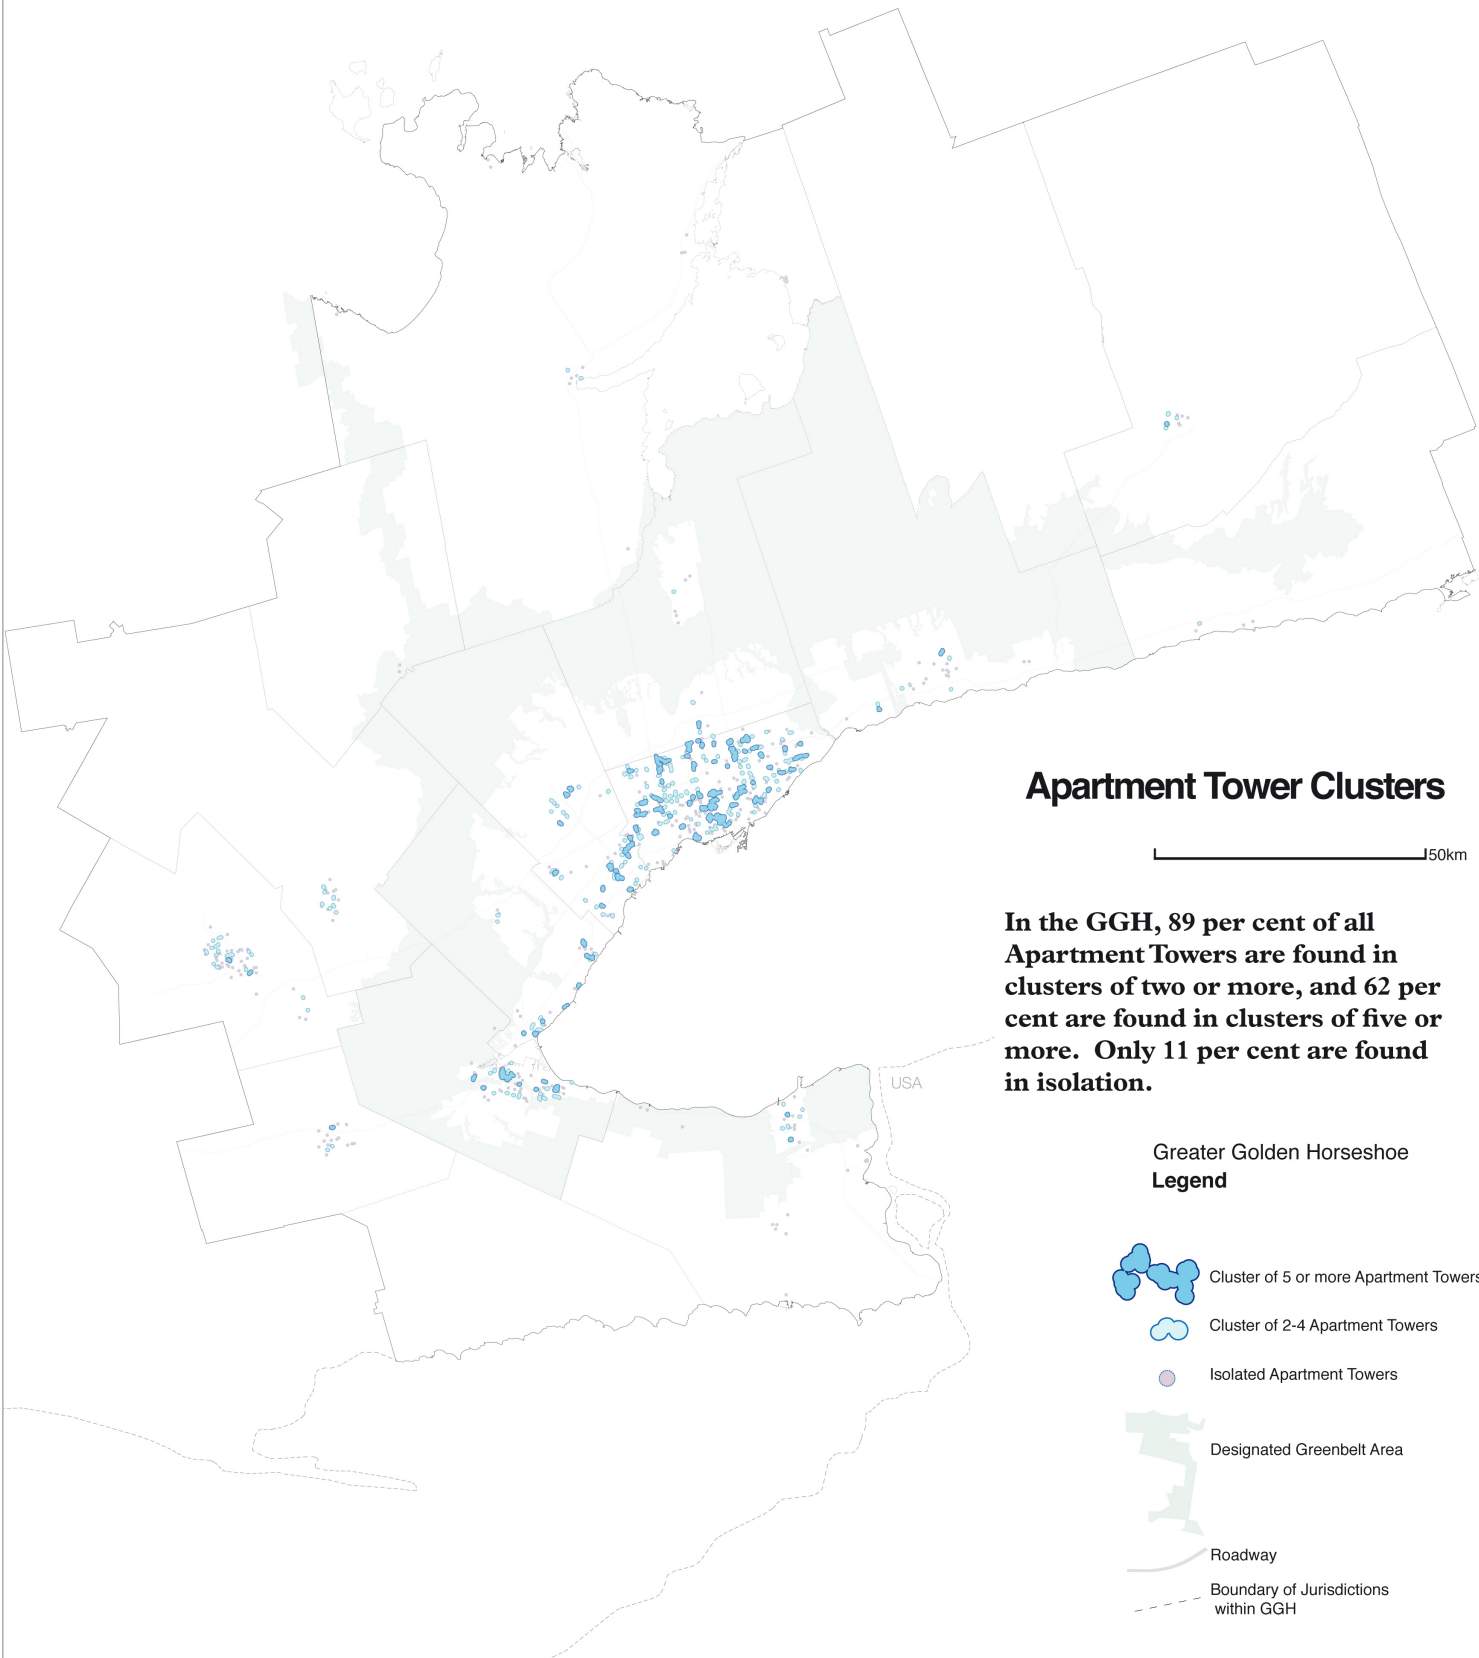 USA
Apartment Tower Clusters
50km
In the GGH, 89 per cent of all
Apartment Towers are found in
clusters of two or more, and 62 per
cent are found in clusters of five or
more.  Only 11 per cent are found
in isolation.
Greater Golden Horseshoe
Legend
Cluster of 5 or more Apartment Towers
Cluster of 2-4 Apartment Towers
Isolated Apartment Towers
Designated Greenbelt Area
Roadway
Boundary of Jurisdictions
within GGH